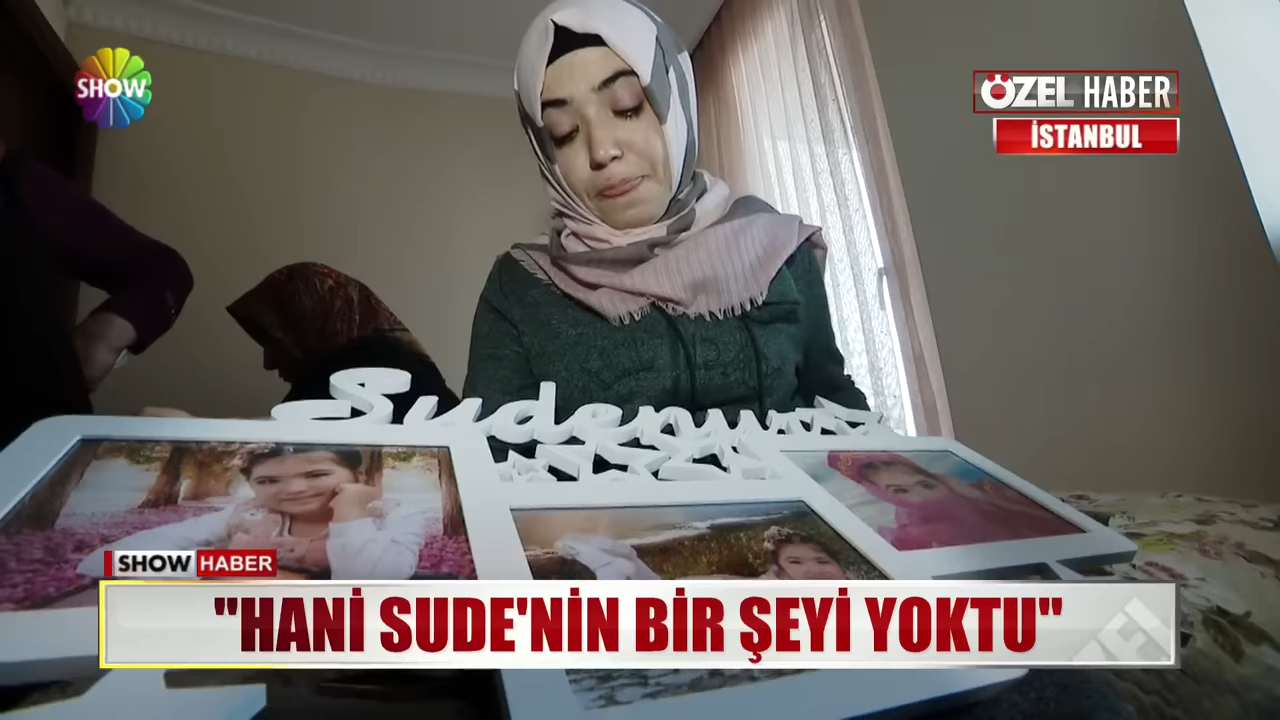 SHOW
ÖZEL HABER
İSTANBUL
Sudenur
SHOW HABER
"HANİ SUDE'NİN BİR ŞEYİ YOKTU"